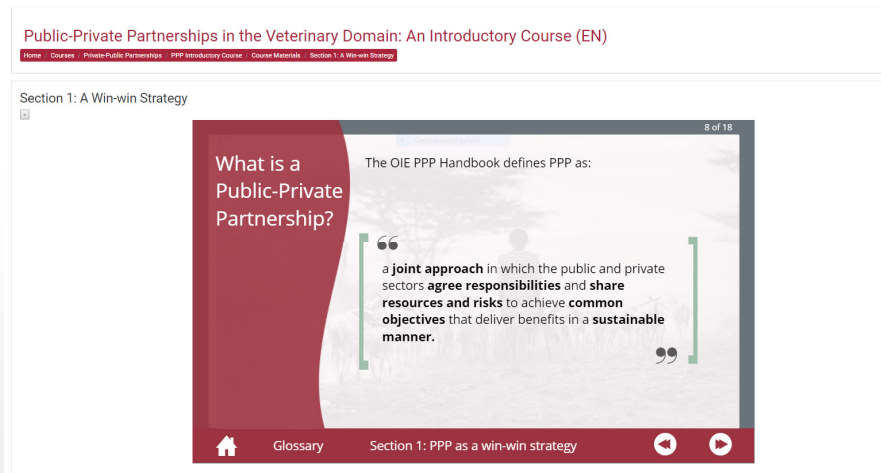 Public-Private Partnerships in the Veterinary Domain: An Introductory Course (EN)
Home / Courses / Private-Public Partnerships / PPP Introductory Course / Course Materials / Section 1: A Win-win Strategy
Section 1: A Win-win Strategy
8 of 18
What is a
Public-Private
Partnership?
The OIE PPP Handbook defines PPP as:
“
a joint approach in which the public and private
sectors agree responsibilities and share
resources and risks to achieve common
objectives that deliver benefits in a sustainable
manner.
”
Glossary
Section 1: PPP as a win-win strategy